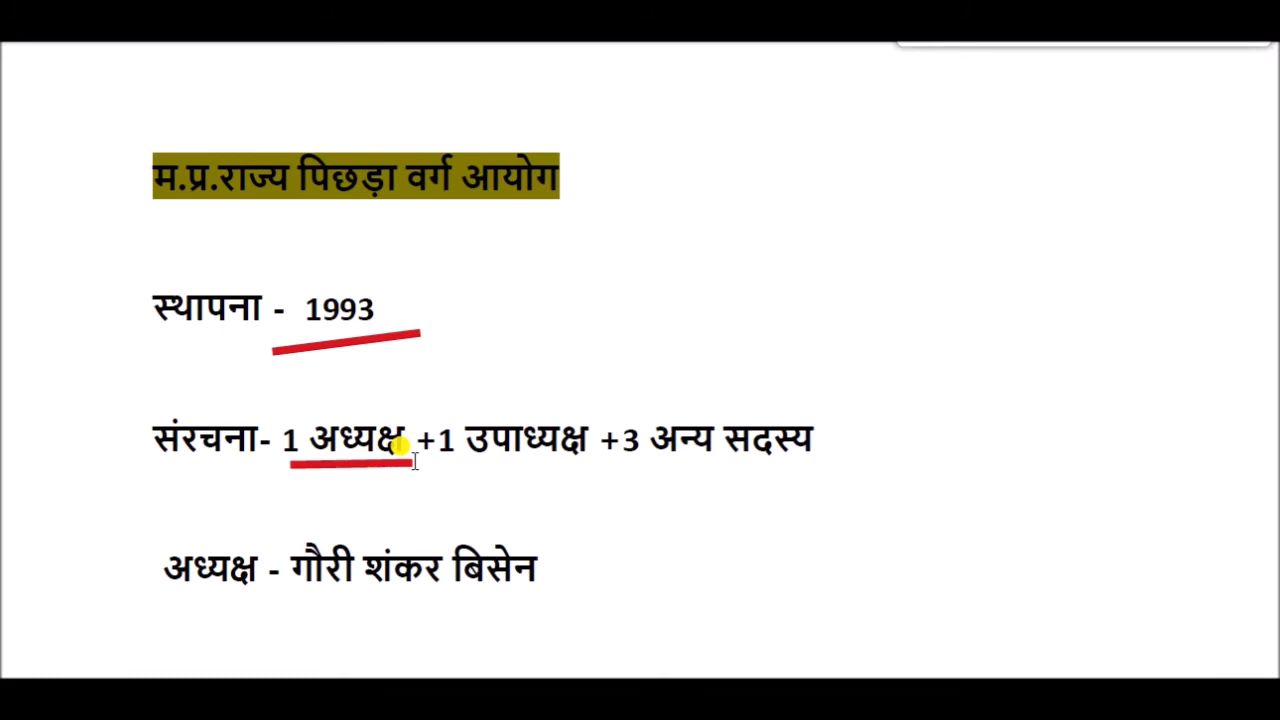 म.प्र.राज्य पिछड़ा वर्ग आयोग
स्थापना - 1993
संरचना- 1 अध्यक्ष +1 उपाध्यक्ष +3 अन्य सदस्य
अध्यक्ष - गौरी शंकर बिसेन